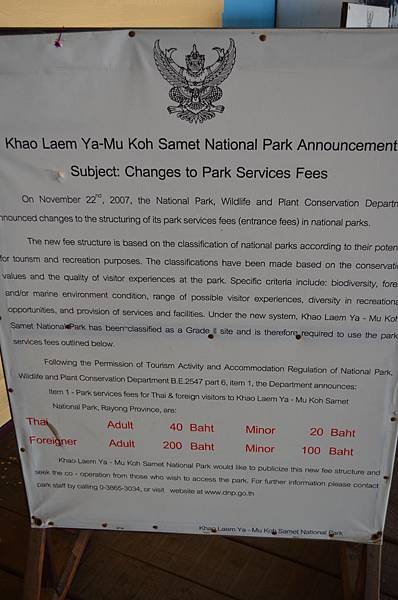 Khao Laem Ya-Mu Koh Samet National Park Announcement
Subject: Changes to Park Services Fees
On November 22nd, 2007, the National Park, Wildlife and Plant Conservation
changes to the structuring of its park services fees (entrance fees) in national parks.
The new fee structure is based on the classification of national parks according to their
for tourism and recreation purposes. The classifications have been made based on the
values and the quality of visitor experiences at the park. Specific criteria include: biodiversity,
and/or marine environment condition, range of possible visitor experiences, diversity in
opportunities, and provision of services and facilities. Under the new system, Khao Laem Ya - Mu
Samet National Park has been classified as a Grade II site and is therefore required to use the park
services fees outlined below.
Following the Permission of Tourism Activity and Accommodation Regulation of National Park,
Wildlife and Plant Conservation Department B.E.2547 part 6, item 1, the Department announces:
Item 1 - Park services fees for Thai & foreign visitors to Khao Laem Ya - Mu Koh Samet
National Park, Rayong Province, are:
Thai Adult 40 Baht Minor 20 Baht
Foreigner Adult 200 Baht Minor 100 Baht
Khao Laem Ya - Mu Koh Samet National Park would like to publicize this new fee structure and
seek the co - operation from those who wish to access the park. For further information please contact
park staff by calling 0-3865-3034, or visit website at www.dnp.go.th
Khao Laem Ya - Mu Koh Samet National Park